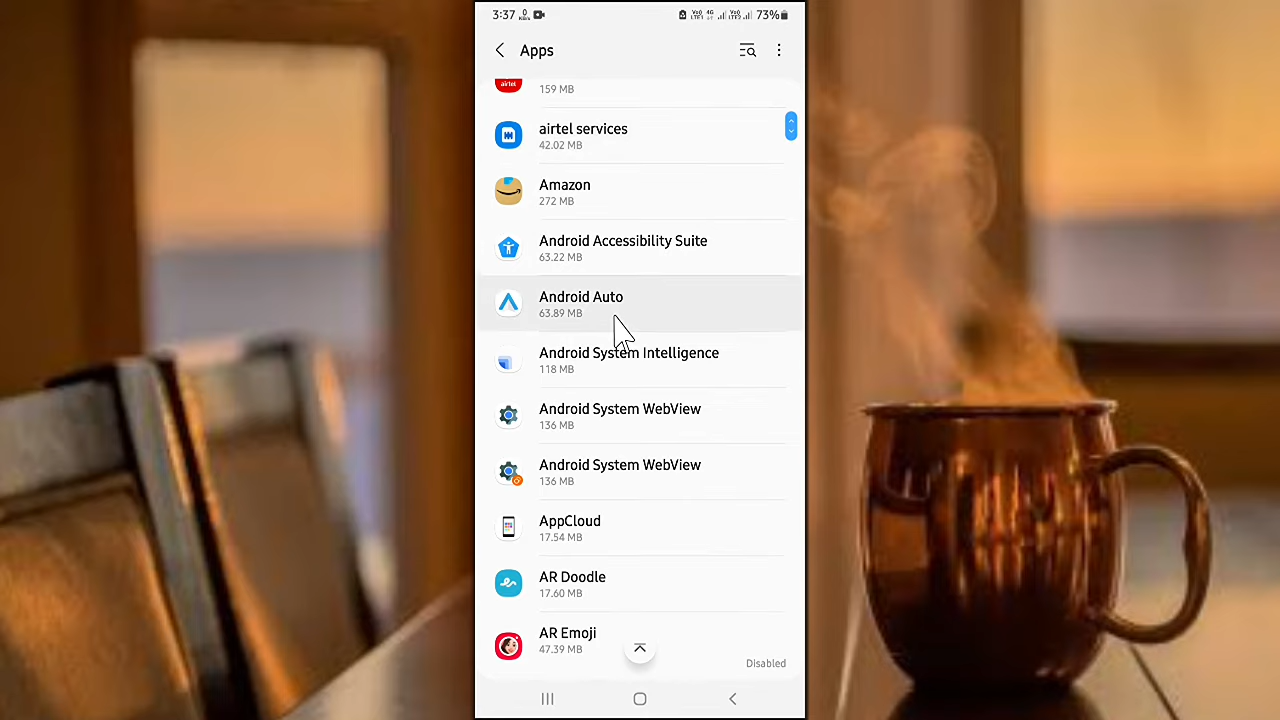 3:37
73%
Apps
airtel
159 MB
airtel services
42.02 MB
Amazon
272 MB
Android Accessibility Suite
63.22 MB
Android Auto
63.89 MB
Android System Intelligence
118 MB
Android System WebView
136 MB
Android System WebView
136 MB
AppCloud
17.54 MB
AR Doodle
17.60 MB
AR Emoji
47.39 MB
Disabled